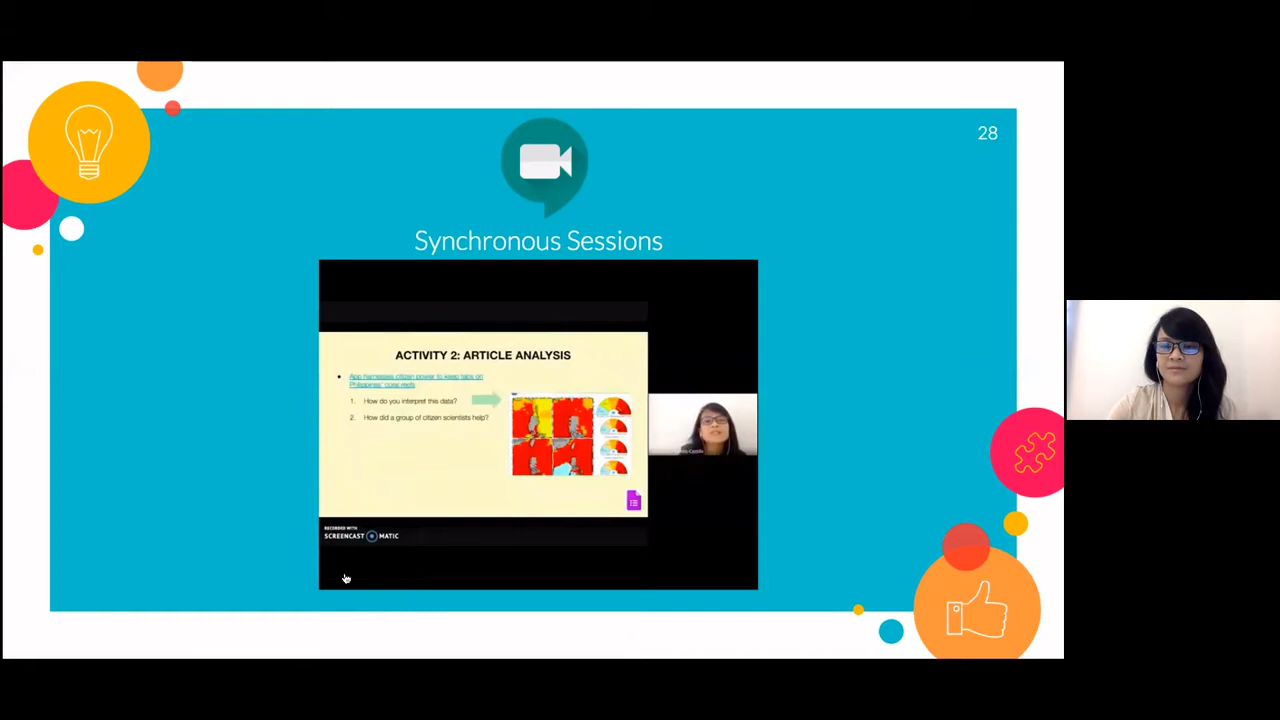 28
Synchronous Sessions
ACTIVITY 2: ARTICLE ANALYSIS
App harnesses citizen power to keep tabs on
Philippines' coral reefs
1. How do you interpret this data?
2. How did a group of citizen scientists help?
RECORDED WITH
SCREENCAST MATIC